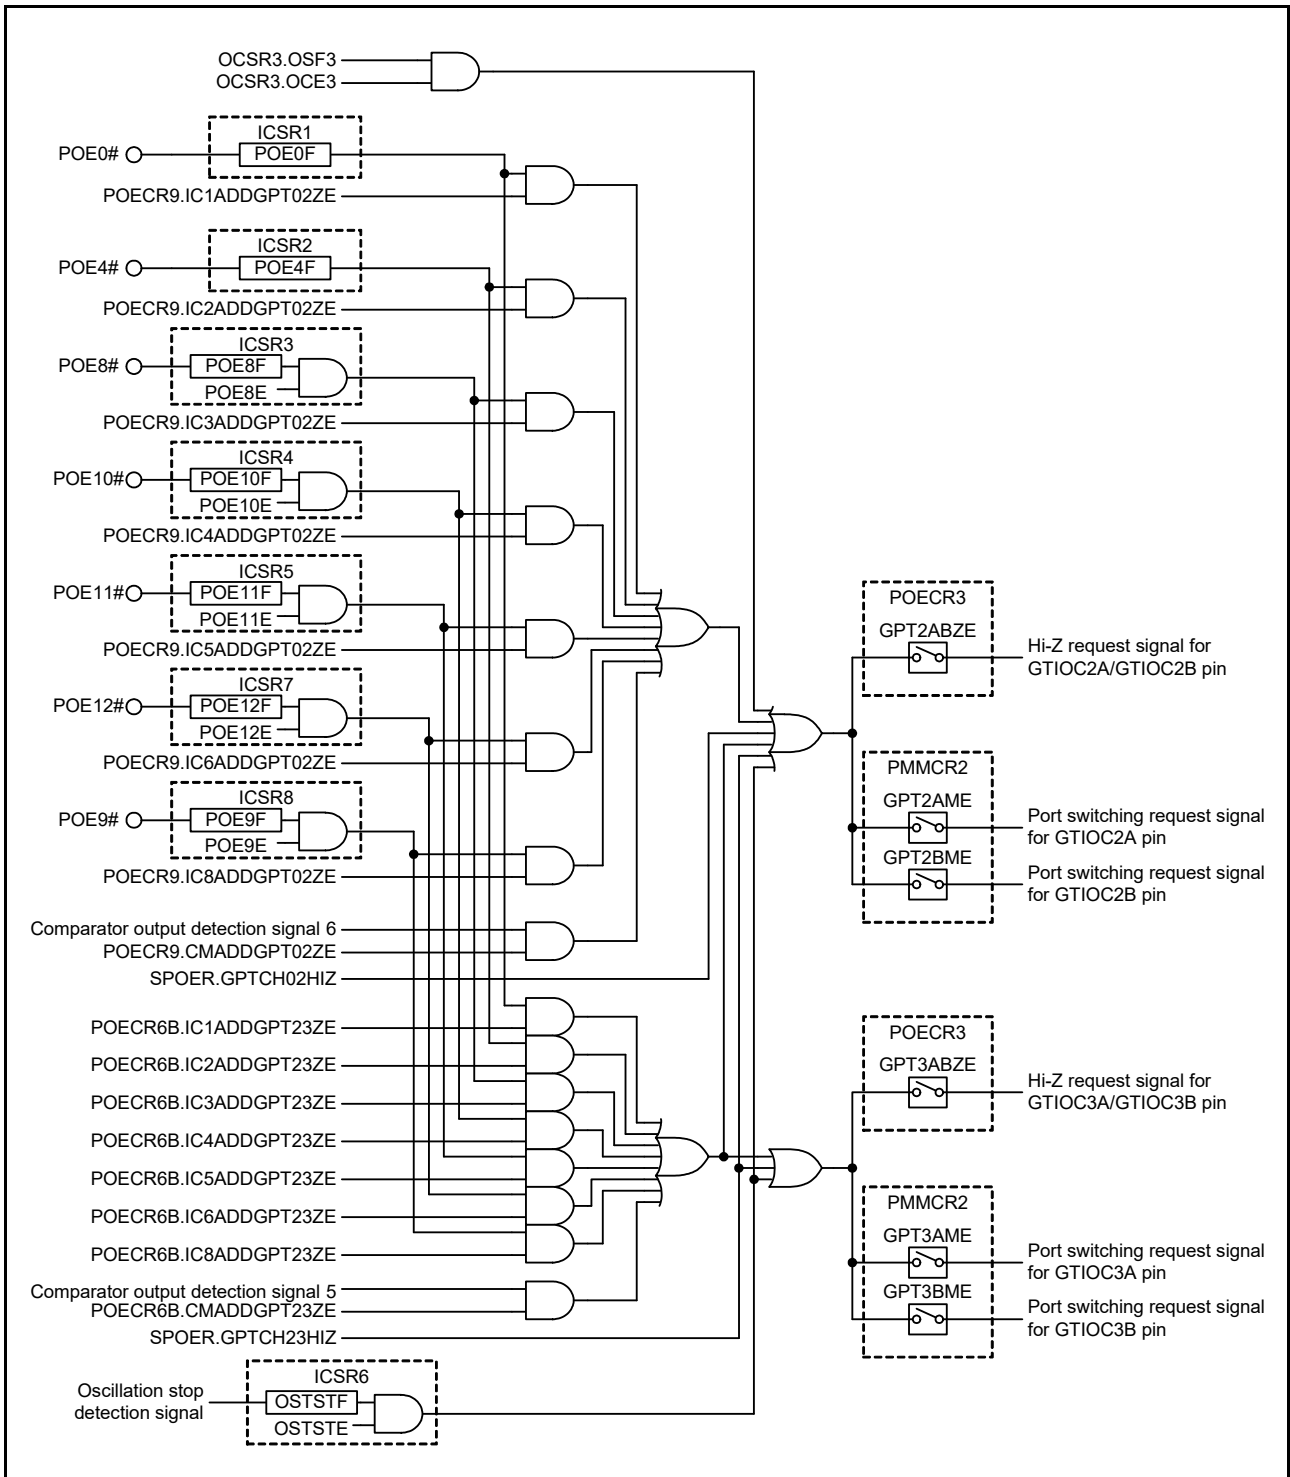 OCSR3.OSF3
OCSR3.OCE3
ICSR1
POE0#
POE0F
POECR9.IC1ADDGPT02ZE
ICSR2
POE4#
POE4F
POECR9.IC2ADDGPT02ZE
ICSR3
POE8#
POE8F
POE8E
POECR9.IC3ADDGPT02ZE
ICSR4
POE10#
POE10F
POE10E
POECR9.IC4ADDGPT02ZE
ICSR5
POE11#
POE11F
POE11E
POECR9.IC5ADDGPT02ZE
ICSR7
POE12#
POE12F
POE12E
POECR9.IC6ADDGPT02ZE
ICSR8
POE9#
POE9F
POE9E
POECR9.IC8ADDGPT02ZE
Comparator output detection signal 6
POECR9.CMADDGPT02ZE
SPOER.GPTCH02HIZ
POECR6B.IC1ADDGPT23ZE
POECR6B.IC2ADDGPT23ZE
POECR6B.IC3ADDGPT23ZE
POECR6B.IC4ADDGPT23ZE
POECR6B.IC5ADDGPT23ZE
POECR6B.IC6ADDGPT23ZE
POECR6B.IC8ADDGPT23ZE
Comparator output detection signal 5
POECR6B.CMADDGPT23ZE
SPOER.GPTCH23HIZ
ICSR6
Oscillation stop
detection signal
OSTSTF
OSTSTE
POECR3
GPT2ABZE
Hi-Z request signal for
GTIOC2A/GTIOC2B pin
PMMCR2
GPT2AME
Port switching request signal
for GTIOC2A pin
GPT2BME
Port switching request signal
for GTIOC2B pin
POECR3
GPT3ABZE
Hi-Z request signal for
GTIOC3A/GTIOC3B pin
PMMCR2
GPT3AME
Port switching request signal
for GTIOC3A pin
GPT3BME
Port switching request signal
for GTIOC3B pin